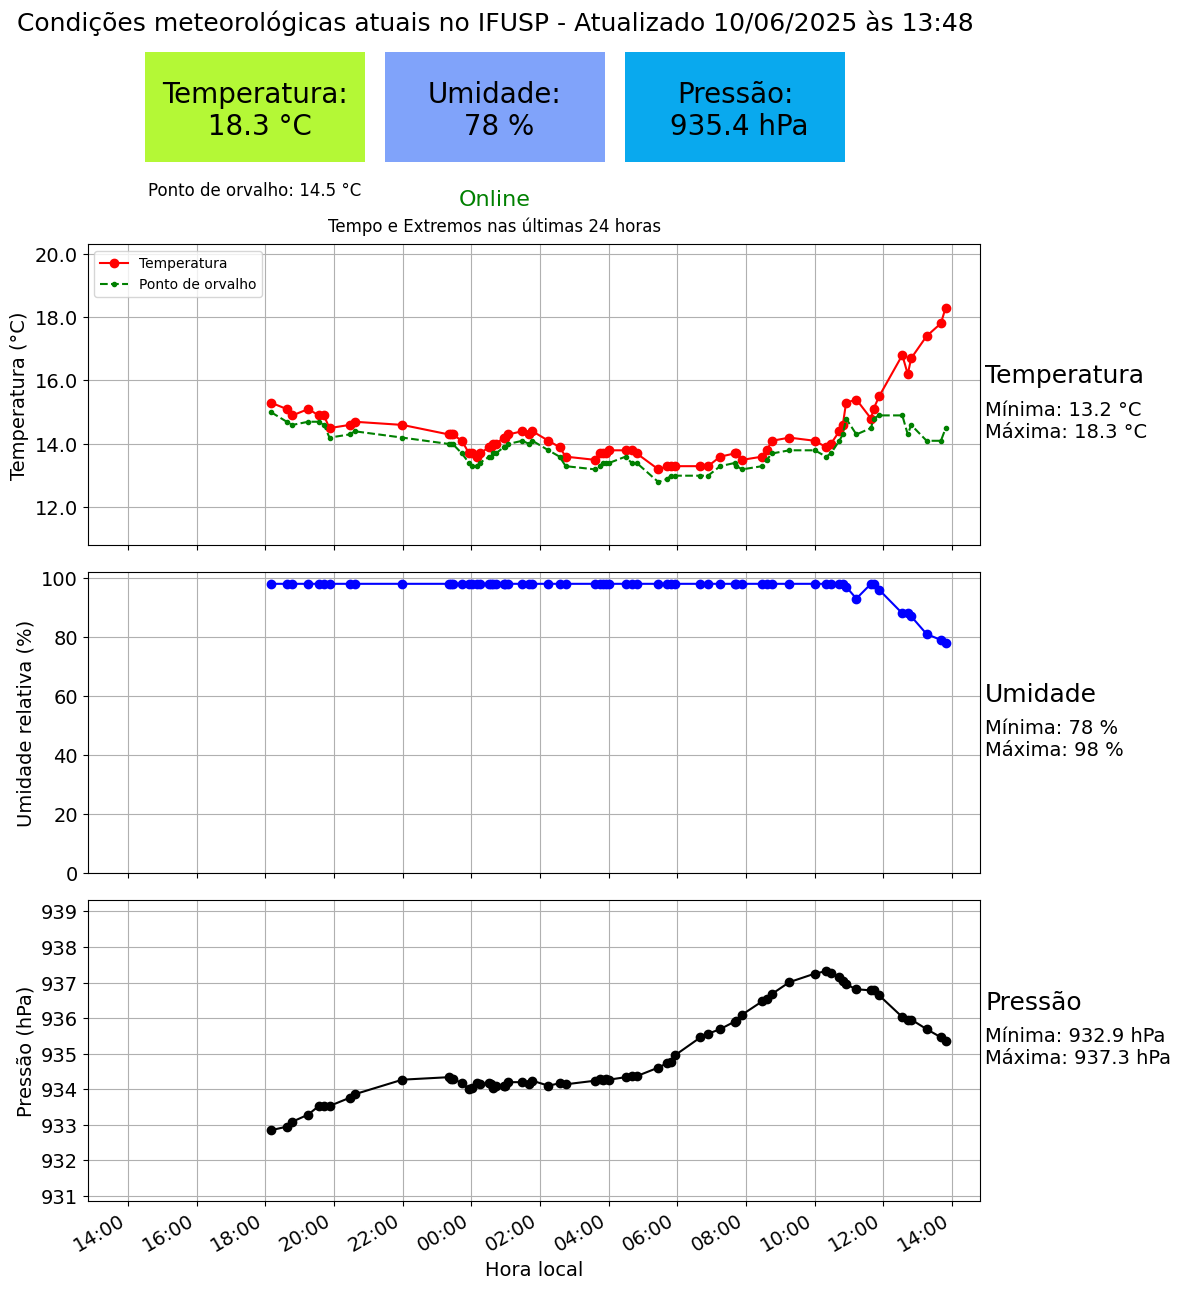 Condições meteorológicas atuais no IFUSP - Atualizado 10/06/2025 às 13:48
Temperatura:
18.3 °C
Umidade:
78 %
Pressão:
935.4 hPa
Ponto de orvalho: 14.5 °C
Online
Tempo e Extremos nas últimas 24 horas
Temperatura (°C)
20.0
18.0
16.0
14.0
12.0
Temperatura
Ponto de orvalho
Temperatura
Mínima: 13.2 °C
Máxima: 18.3 °C
Umidade relativa (%)
100
80
60
40
20
0
Umidade
Mínima: 78 %
Máxima: 98 %
Pressão (hPa)
939
938
937
936
935
934
933
932
931
Pressão
Mínima: 932.9 hPa
Máxima: 937.3 hPa
14:00
16:00
18:00
20:00
22:00
00:00
02:00
04:00
06:00
08:00
10:00
12:00
14:00
Hora local